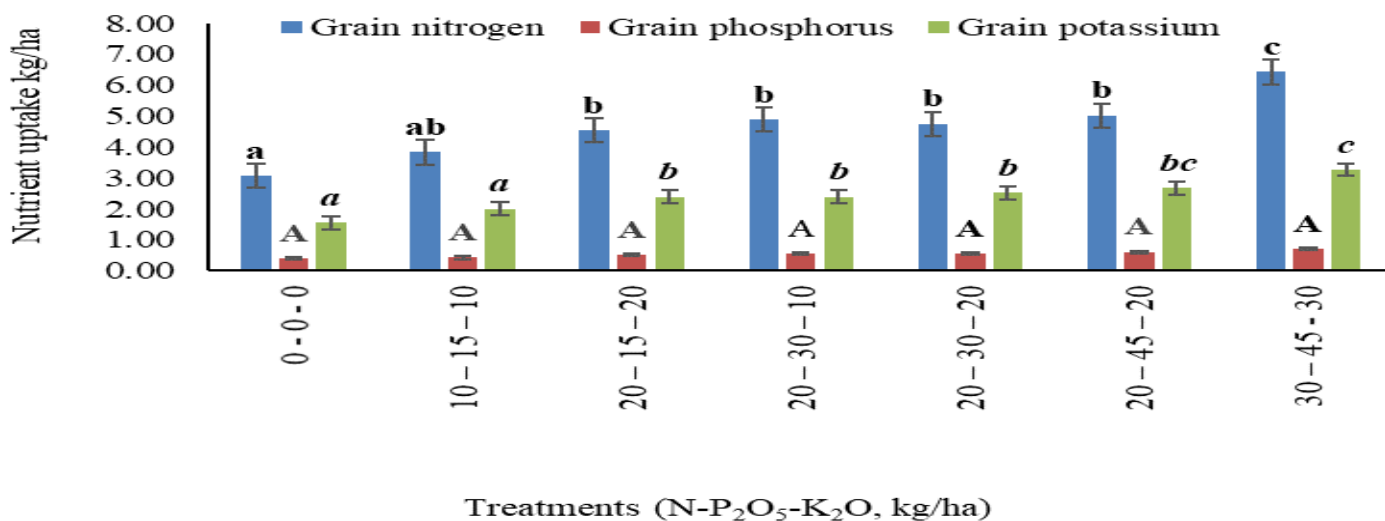 8.00
7.00
6.00
5.00
4.00
3.00
2.00
1.00
0.00
Nutrient uptake kg/ha
Grain nitrogen Grain phosphorus Grain potassium
a A a
ab A a
b A b
b A b
b A b
b A bc
c A c
0 - 0 - 0
10 – 15 – 10
20 – 15 – 20
20 – 30 – 10
20 – 30 – 20
20 – 45 – 20
30 – 45 - 30
Treatments (N-P₂O₅-K₂O, kg/ha)